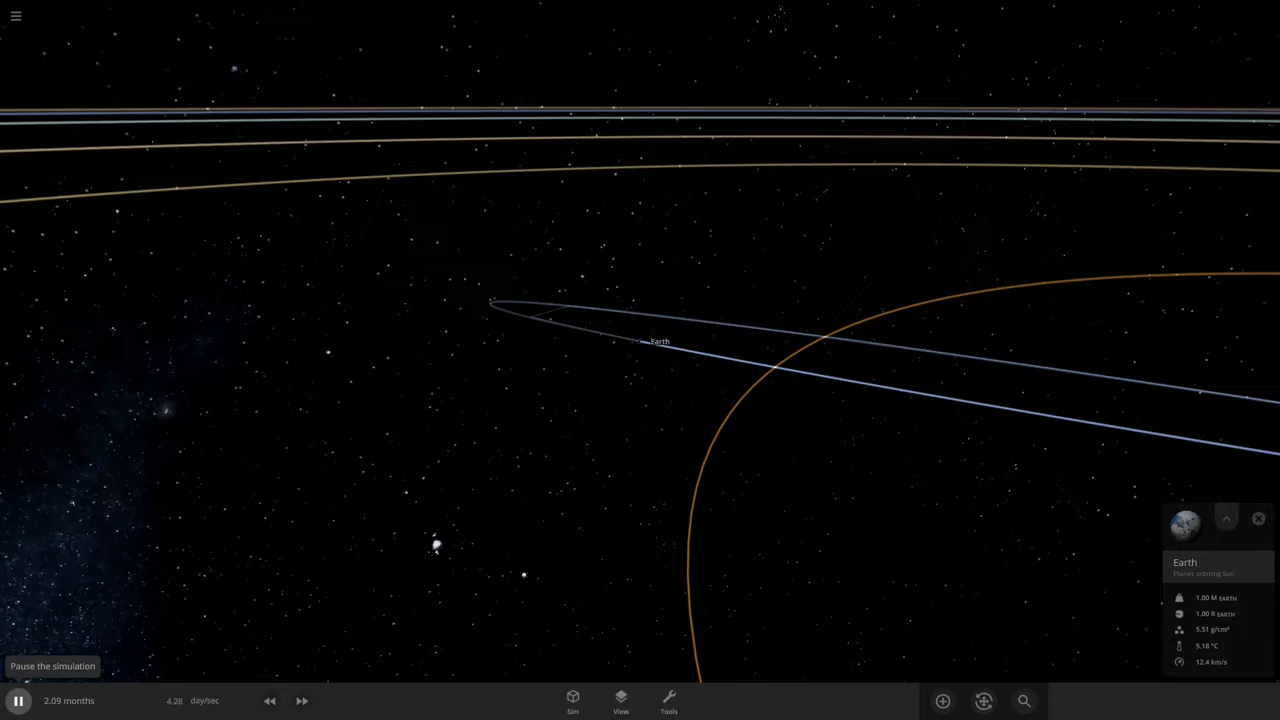 Earth
Earth
Planet orbiting Sun
1.00 M EARTH
1.00 R EARTH
5.51 g/cm³
5.18 °C
12.4 km/s
Pause the simulation
2.09 months
4.28 day/sec
Sim
View
Tools